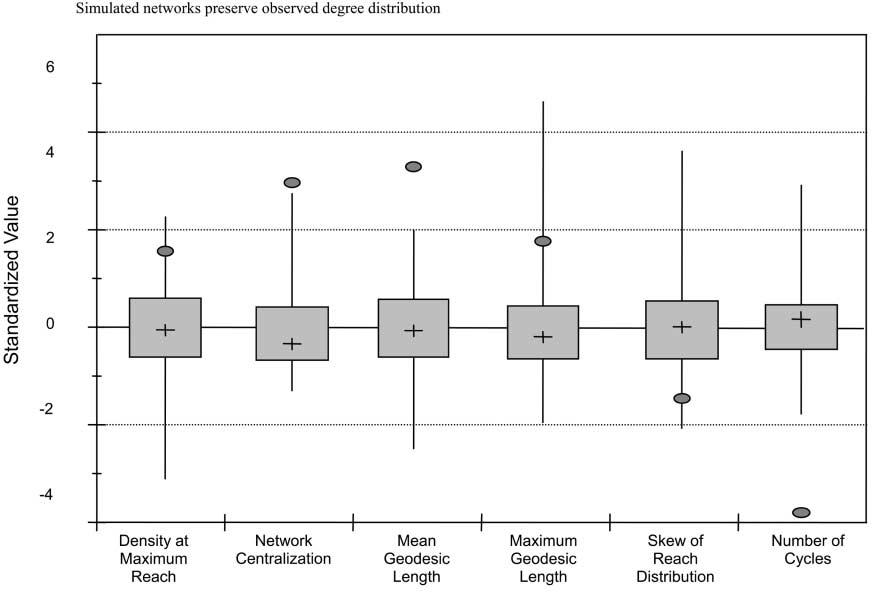 Simulated networks preserve observed degree distribution
6
4
2
0
-2
-4
Standardized Value
Density at
Maximum
Reach
Network
Centralization
Mean
Geodesic
Length
Maximum
Geodesic
Length
Skew of
Reach
Distribution
Number of
Cycles